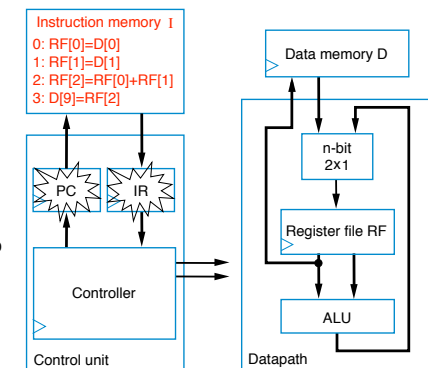 Instruction memory I
0: RF[0]=D[0]
1: RF[1]=D[1]
2: RF[2]=RF[0]+RF[1]
3: D[9]=RF[2]
PC
IR
Controller
Control unit
Data memory D
n-bit
2x1
Register file RF
ALU
Datapath